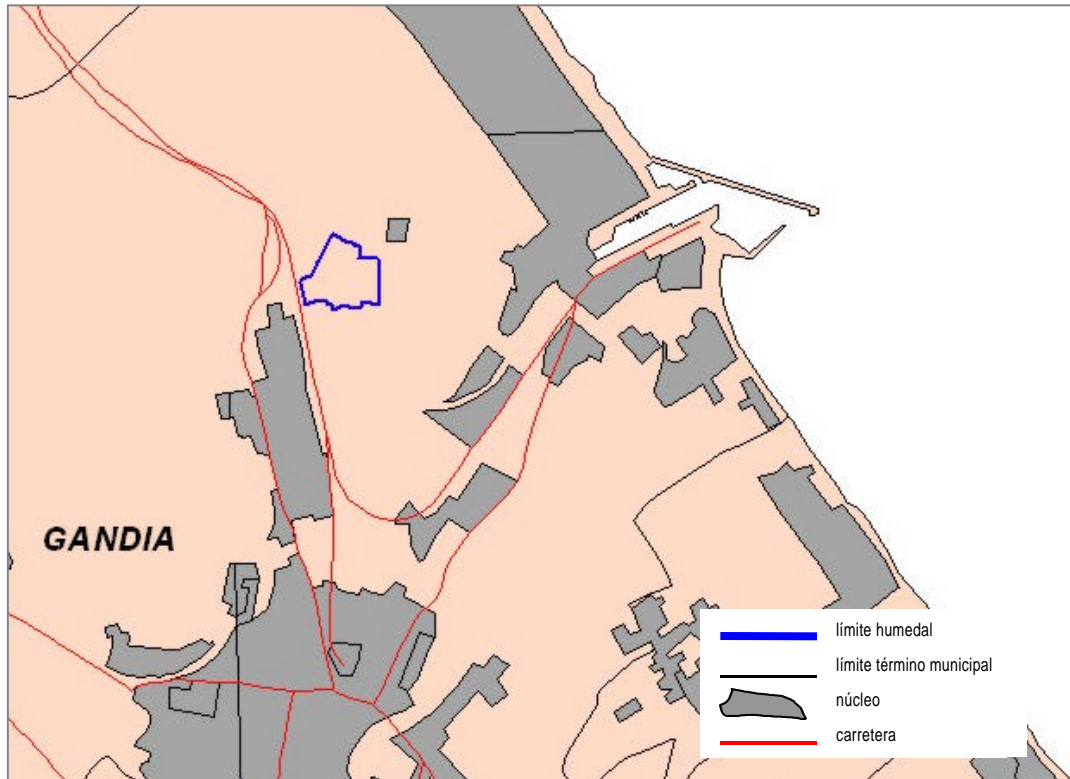 GANDIA
límite humedal
límite término municipal
núcleo
carretera